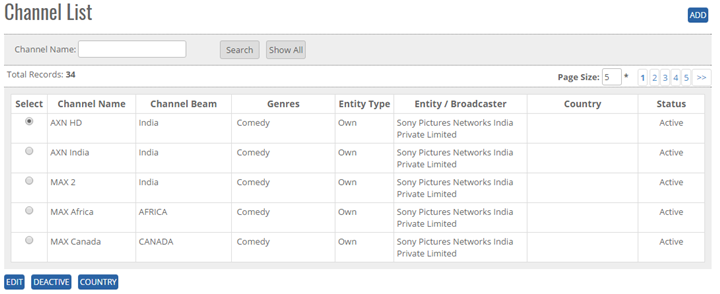 Channel List
ADD
Channel Name: Search Show All
Total Records: 34
Page Size: 5 * 1 2 3 4 5 >>
Select Channel Name Channel Beam Genres Entity Type Entity / Broadcaster Country Status
AXN HD India Comedy Own Sony Pictures Networks India Active
Private Limited
AXN India India Comedy Own Sony Pictures Networks India Active
Private Limited
MAX 2 India Comedy Own Sony Pictures Networks India Active
Private Limited
MAX Africa AFRICA Comedy Own Sony Pictures Networks India Active
Private Limited
MAX Canada CANADA Comedy Own Sony Pictures Networks India Active
Private Limited
EDIT DEACTIVE COUNTRY